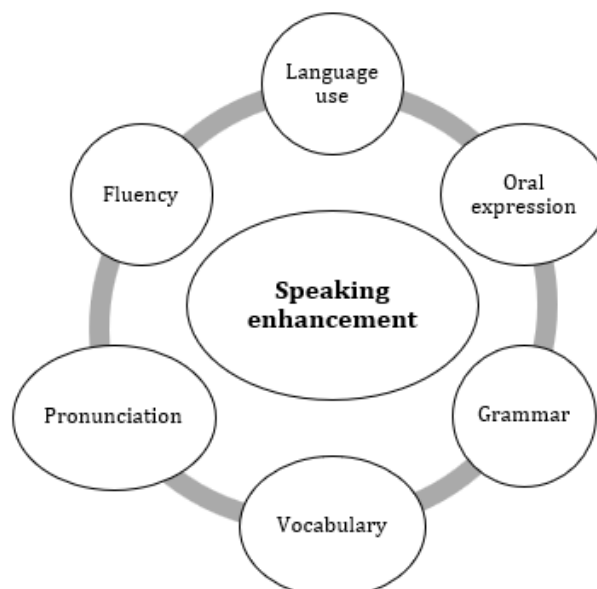 Language
use
Oral
expression
Fluency
Speaking
enhancement
Grammar
Pronunciation
Vocabulary